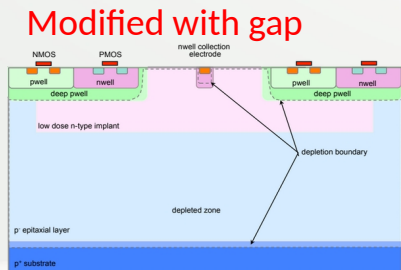 Modified with gap
NMOS
PMOS
nwell collection
electrode
pwell
nwell
pwell
nwell
deep pwell
deep pwell
low dose n-type implant
depletion boundary
depleted zone
p⁻ epitaxial layer
p⁺ substrate